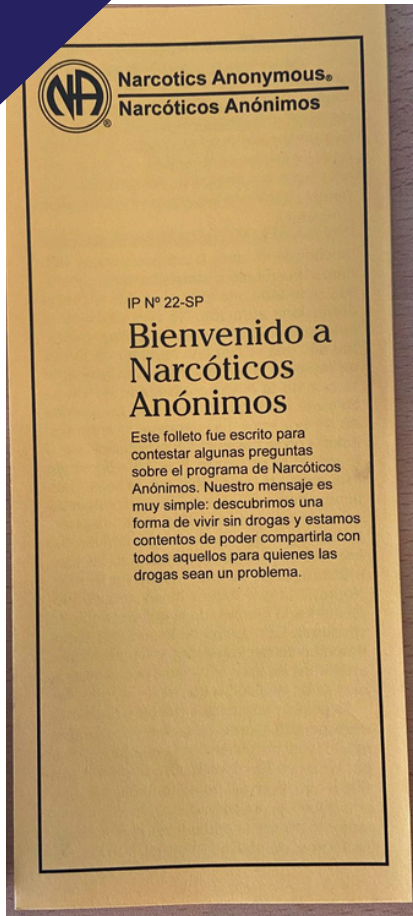 NA
Narcotics Anonymous®
Narcóticos Anónimos
®
IP Nº 22-SP
Bienvenido a
Narcóticos
Anónimos
Este folleto fue escrito para
contestar algunas preguntas
sobre el programa de Narcóticos
Anónimos. Nuestro mensaje es
muy simple: descubrimos una
forma de vivir sin drogas y estamos
contentos de poder compartirla con
todos aquellos para quienes las
drogas sean un problema.